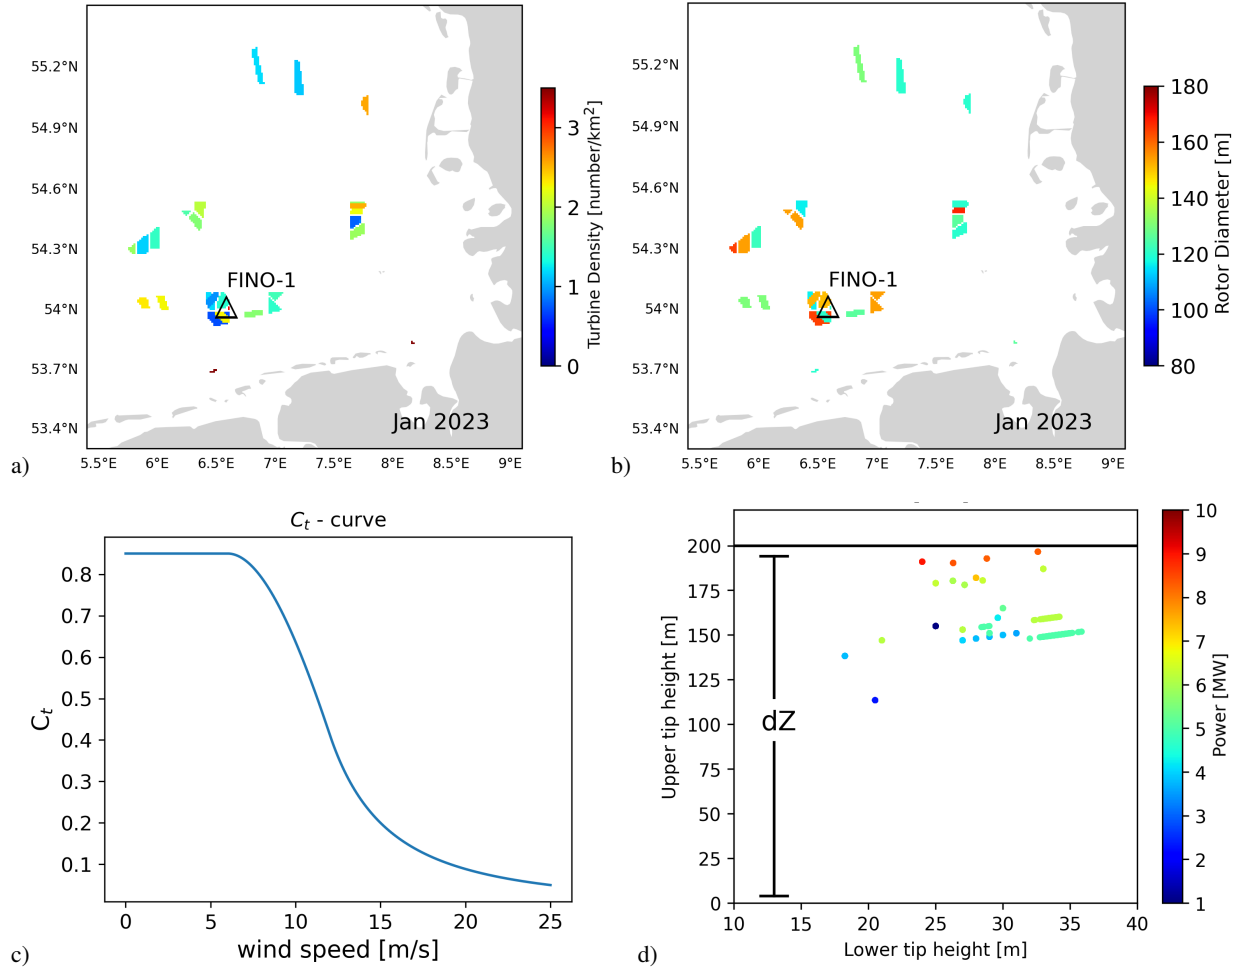 55.2°N
54.9°N
54.6°N
54.3°N
54°N
53.7°N
53.4°N
FINO-1
Jan 2023
5.5°E 6°E 6.5°E 7°E 7.5°E 8°E 8.5°E 9°E
3
2
1
0
Turbine Density [number/km²]
a)
55.2°N
54.9°N
54.6°N
54.3°N
54°N
53.7°N
53.4°N
FINO-1
Jan 2023
5.5°E 6°E 6.5°E 7°E 7.5°E 8°E 8.5°E 9°E
180
160
140
120
100
80
Rotor Diameter [m]
b)
Cₜ - curve
0.8
0.7
0.6
0.5
0.4
0.3
0.2
0.1
Cₜ
0 5 10 15 20 25
wind speed [m/s]
c)
200
175
150
125
100
75
50
25
0
Upper tip height [m]
dZ
10 15 20 25 30 35 40
Lower tip height [m]
10
9
8
7
6
5
4
3
2
1
Power [MW]
d)